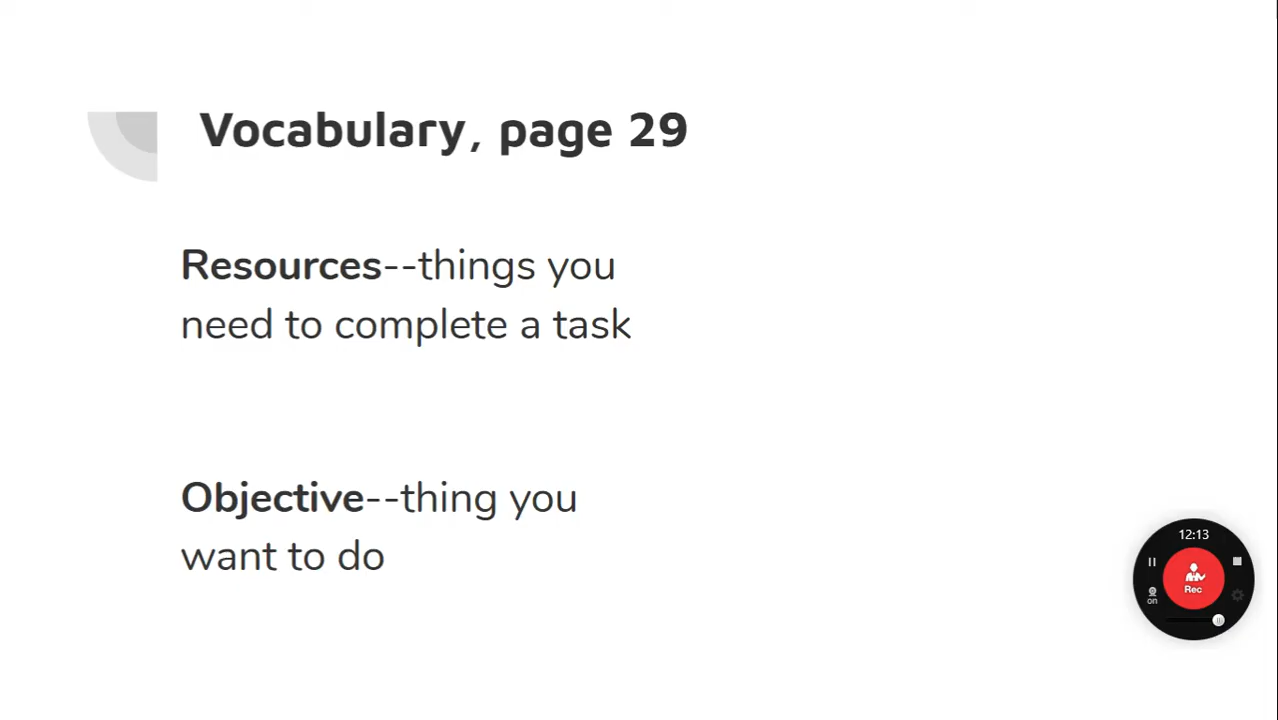 Vocabulary, page 29
Resources--things you
need to complete a task
Objective--thing you
want to do
12:13
Rec
on